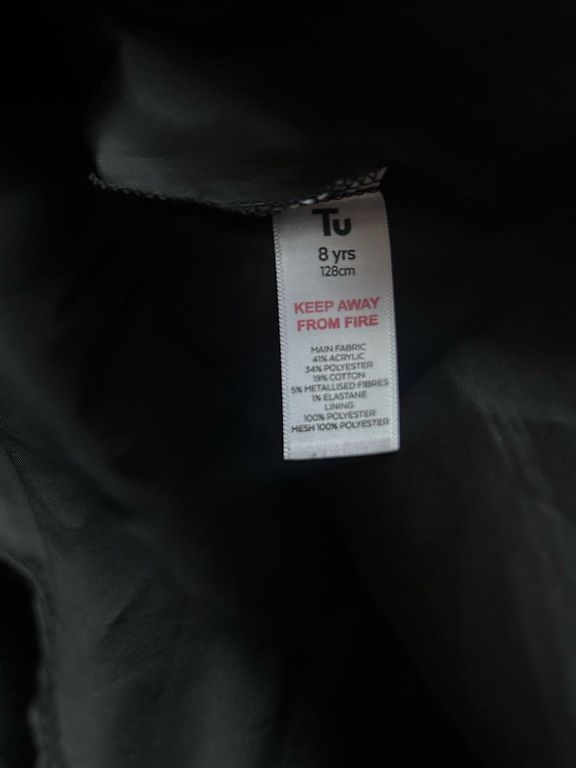 Tu
8 yrs
128cm
KEEP AWAY
FROM FIRE
MAIN FABRIC
41% ACRYLIC
34% POLYESTER
19% COTTON
5% METALLISED FIBRES
1% ELASTANE
LINING
100% POLYESTER
MESH 100% POLYESTER